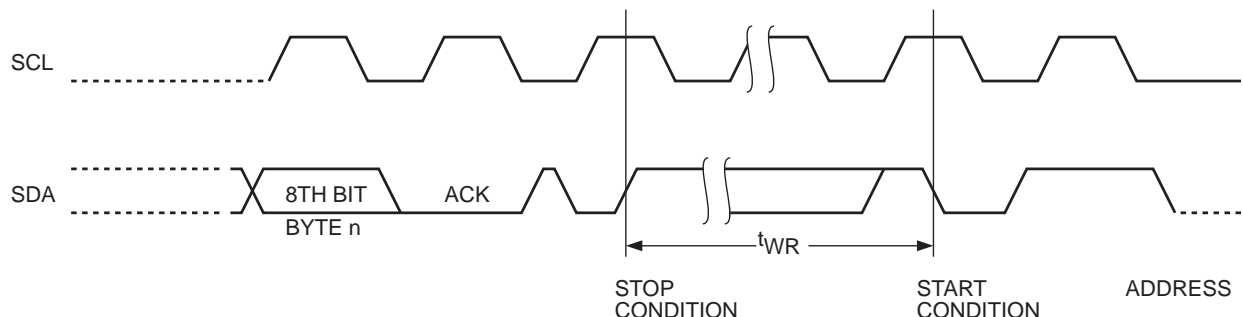 SCL
SDA
8TH BIT
ACK
BYTE n
tWR
STOP
CONDITION
START
CONDITION
ADDRESS